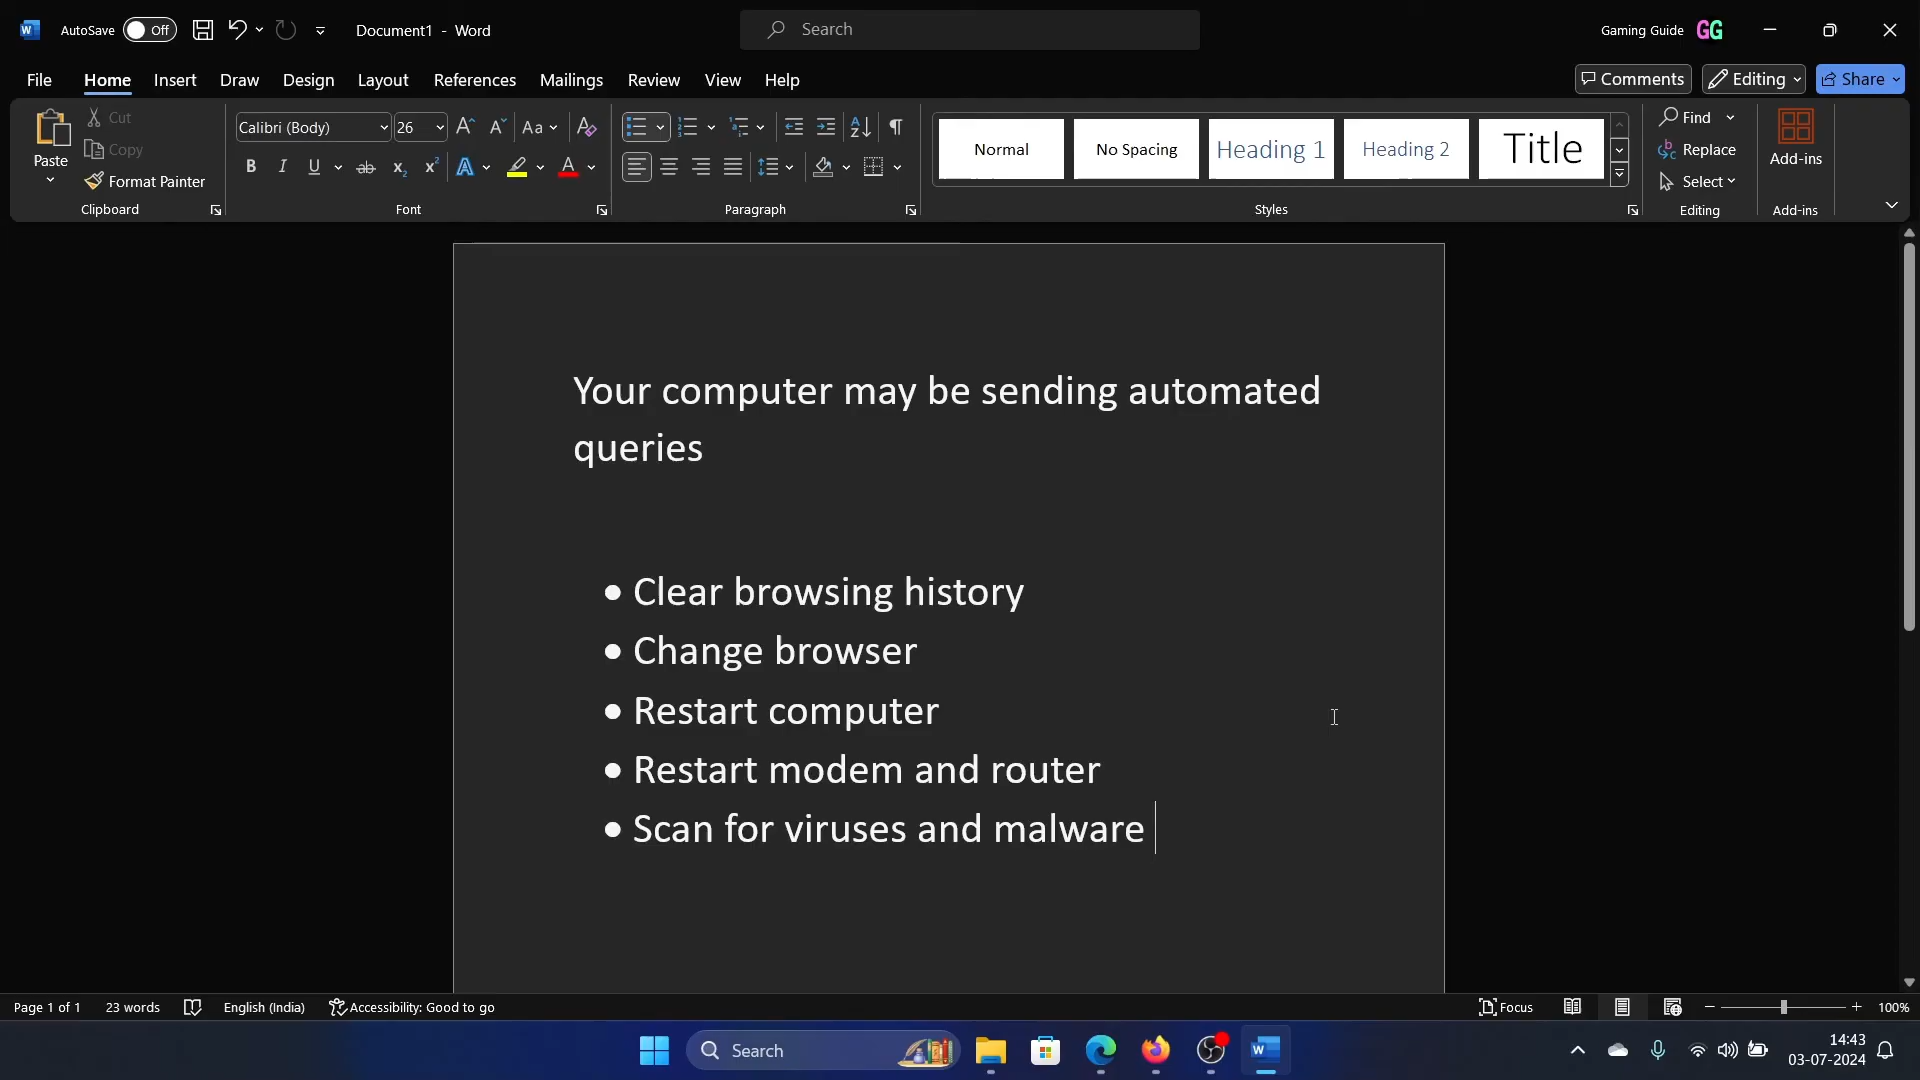 AutoSave Off Document1 - Word Search Gaming Guide GG
File Home Insert Draw Design Layout References Mailings Review View Help Comments Editing Share
Paste Cut Copy Format Painter Clipboard
Calibri (Body) 26 Aa
B I U ab x₂ x² A A Font
Paragraph
Normal No Spacing Heading 1 Heading 2 Title
Styles
Find Replace Select Editing
Add-ins
Add-ins
Your computer may be sending automated
queries
• Clear browsing history
• Change browser
• Restart computer
• Restart modem and router
• Scan for viruses and malware
Page 1 of 1 23 words English (India) Accessibility: Good to go Focus 100%
Search 14:43
03-07-2024